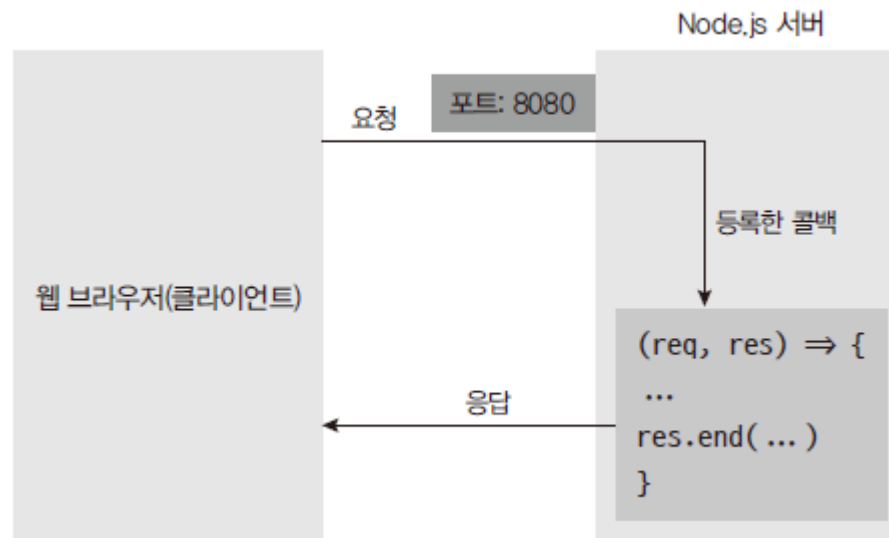 Node.js 서버
포트: 8080
요청
등록한 콜백
웹 브라우저(클라이언트)
(req, res) ⇒ {
...
res.end( ... )
}
응답